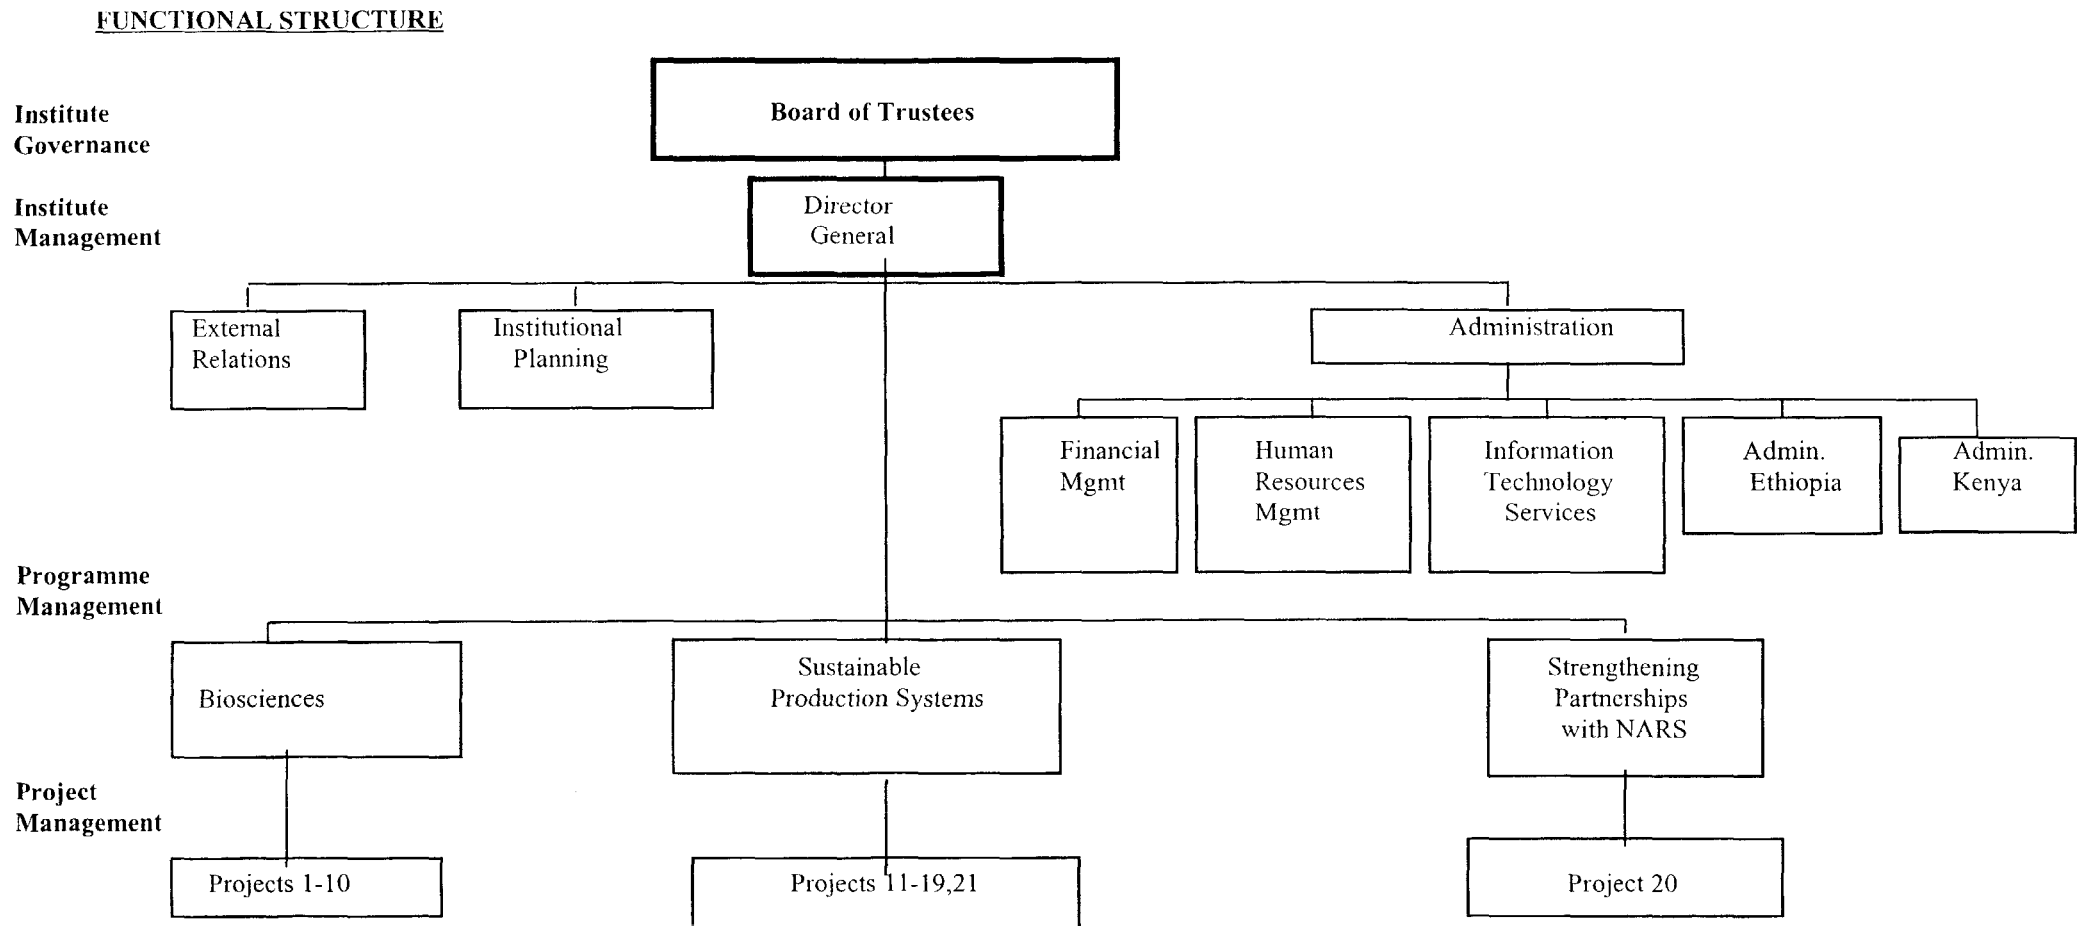 FUNCTIONAL STRUCTURE
Institute
Governance
Board of Trustees
Institute
Management
Director
General
External
Relations
Institutional
Planning
Administration
Financial
Mgmt
Human
Resources
Mgmt
Information
Technology
Services
Admin.
Ethiopia
Admin.
Kenya
Programme
Management
Biosciences
Sustainable
Production Systems
Strengthening
Partnerships
with NARS
Project
Management
Projects 1-10
Projects 11-19,21
Project 20